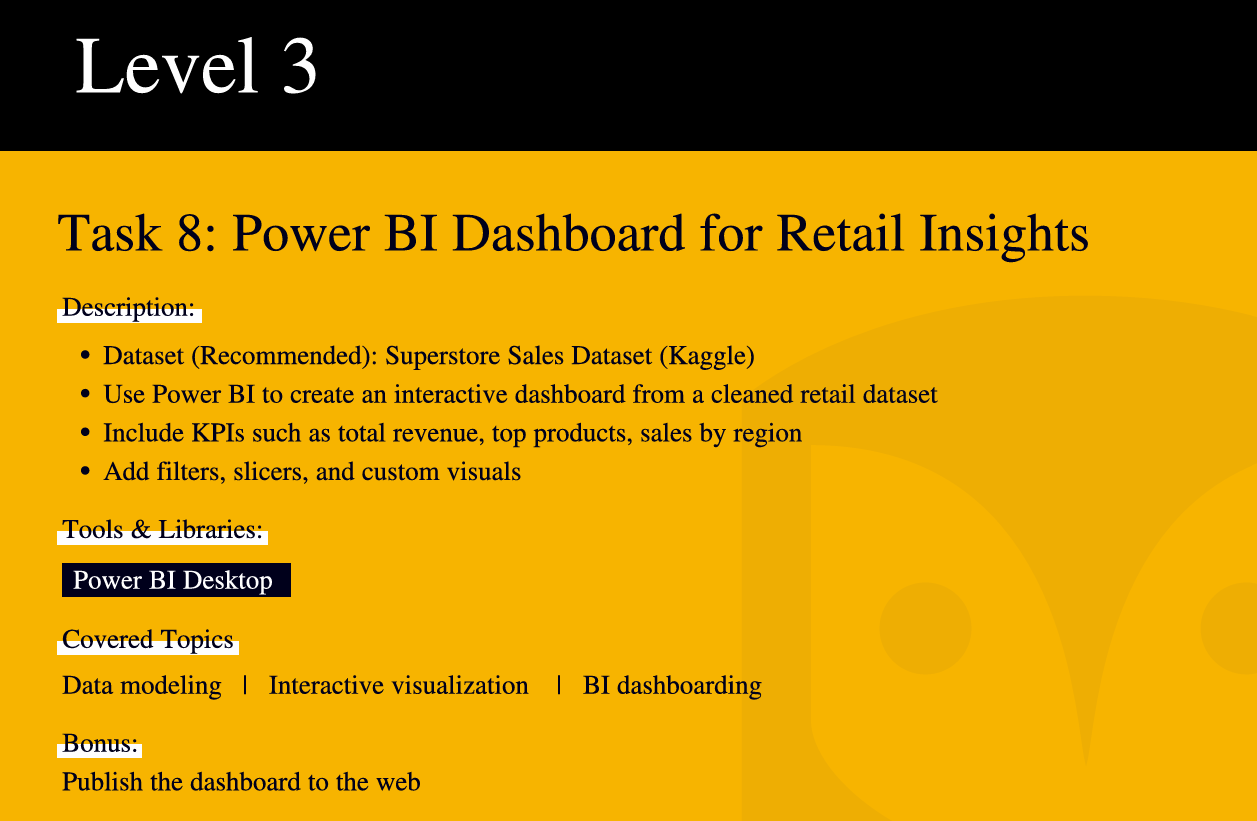 Level 3
Task 8: Power BI Dashboard for Retail Insights
Description:
• Dataset (Recommended): Superstore Sales Dataset (Kaggle)
• Use Power BI to create an interactive dashboard from a cleaned retail dataset
• Include KPIs such as total revenue, top products, sales by region
• Add filters, slicers, and custom visuals
Tools & Libraries:
Power BI Desktop
Covered Topics
Data modeling | Interactive visualization | BI dashboarding
Bonus:
Publish the dashboard to the web